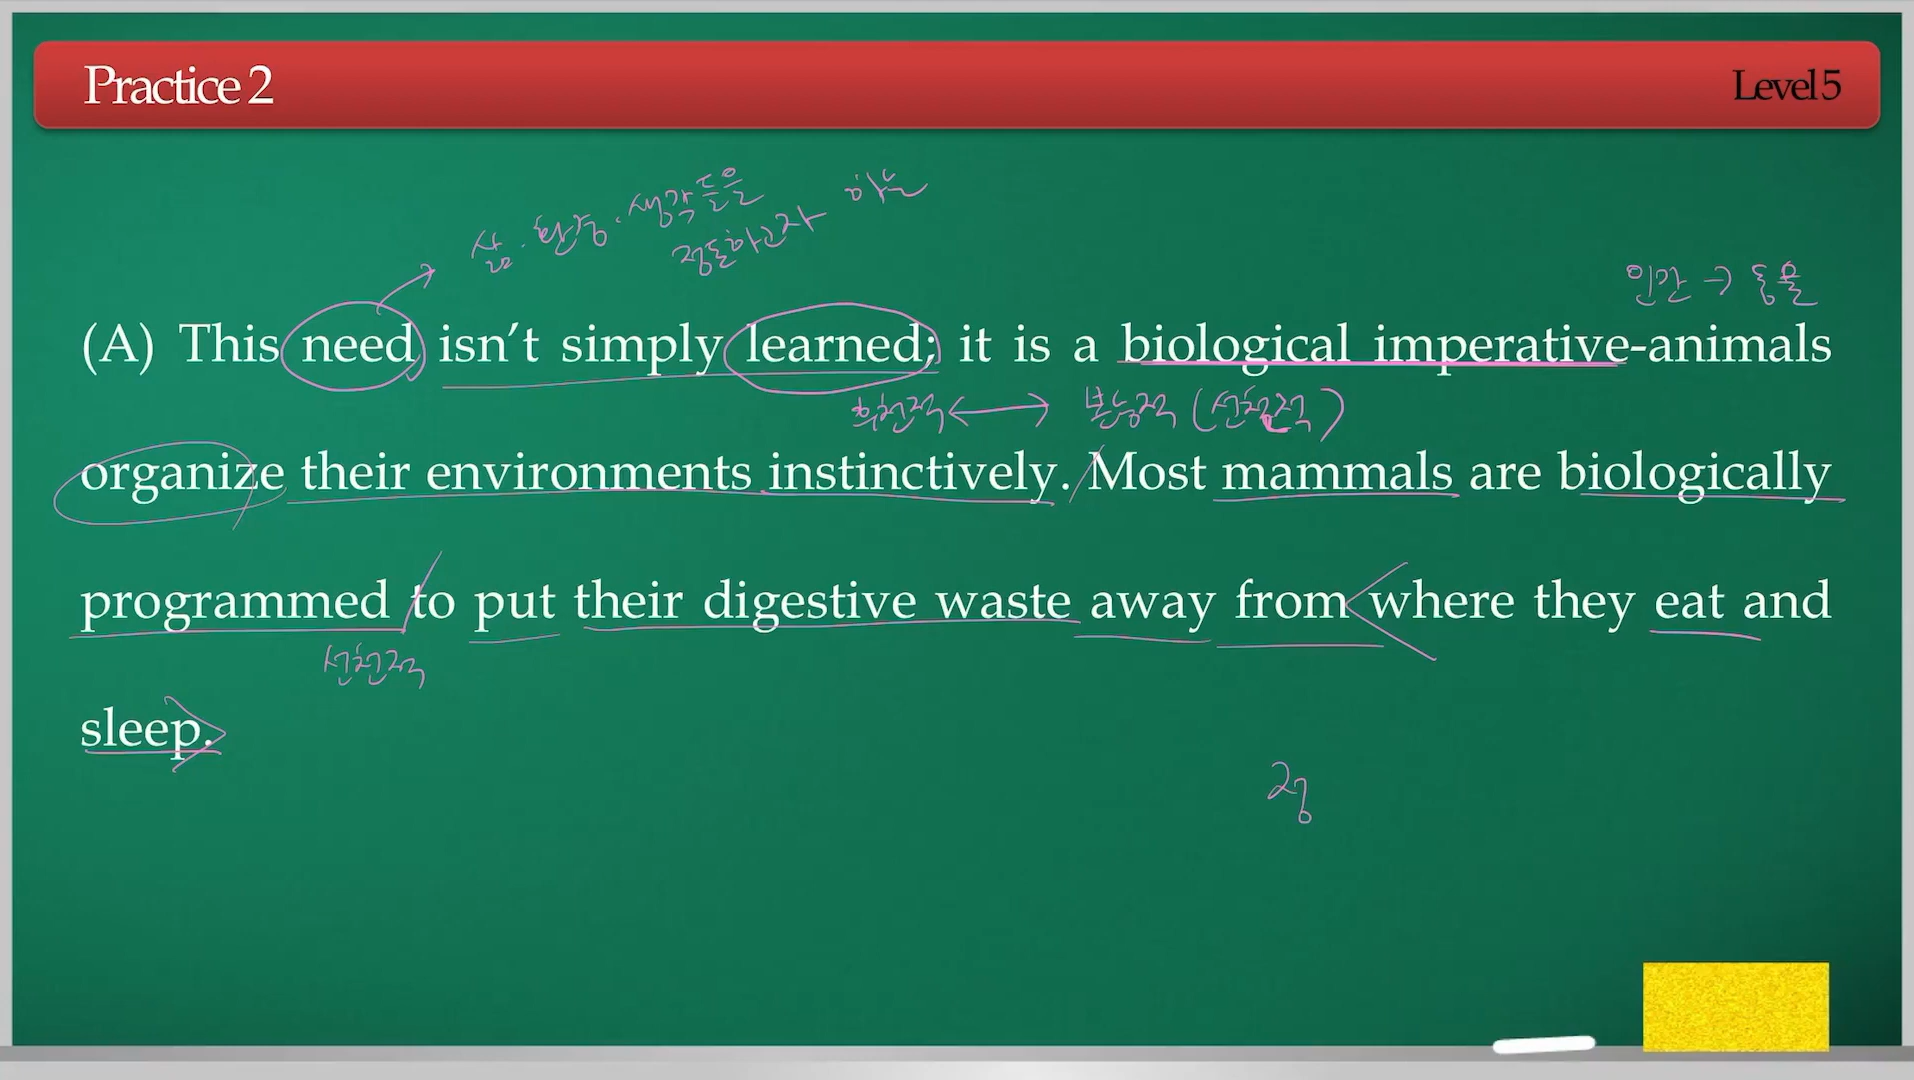 Practice 2
Level 5
삶. 환경. 생각 등을
정돈하고자 하는
인간 → 동물
(A) This need isn't simply learned; it is a biological imperative-animals
후천적 ↔ 본능적 (선천적)
organize their environments instinctively. Most mammals are biologically
programmed to put their digestive waste away from where they eat and
선천적
sleep.
정